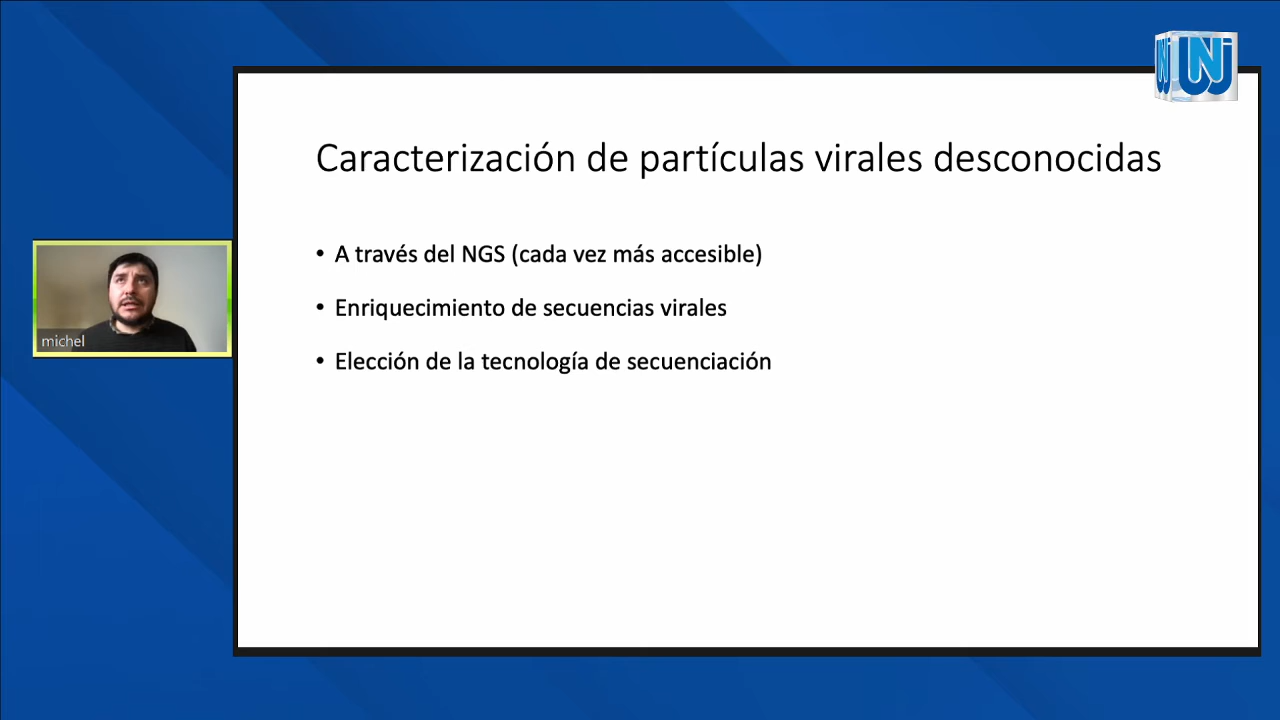 UNJ
Caracterización de partículas virales desconocidas
• A través del NGS (cada vez más accesible)
• Enriquecimiento de secuencias virales
• Elección de la tecnología de secuenciación
michel